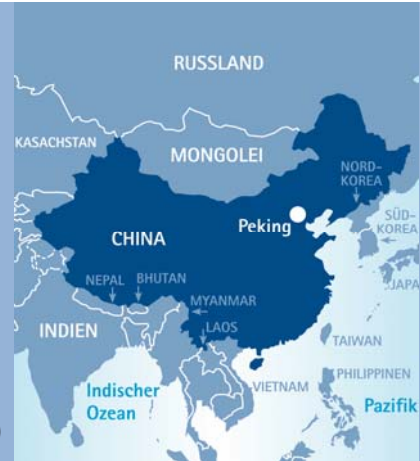 RUSSLAND
KASACHSTAN
MONGOLEI
NORD-
KOREA
Peking
SÜD-
KOREA
CHINA
JAPA
NEPAL
BHUTAN
MYANMAR
INDIEN
LAOS
TAIWAN
PHILIPPINEN
Indischer
Ozean
VIETNAM
Pazifik